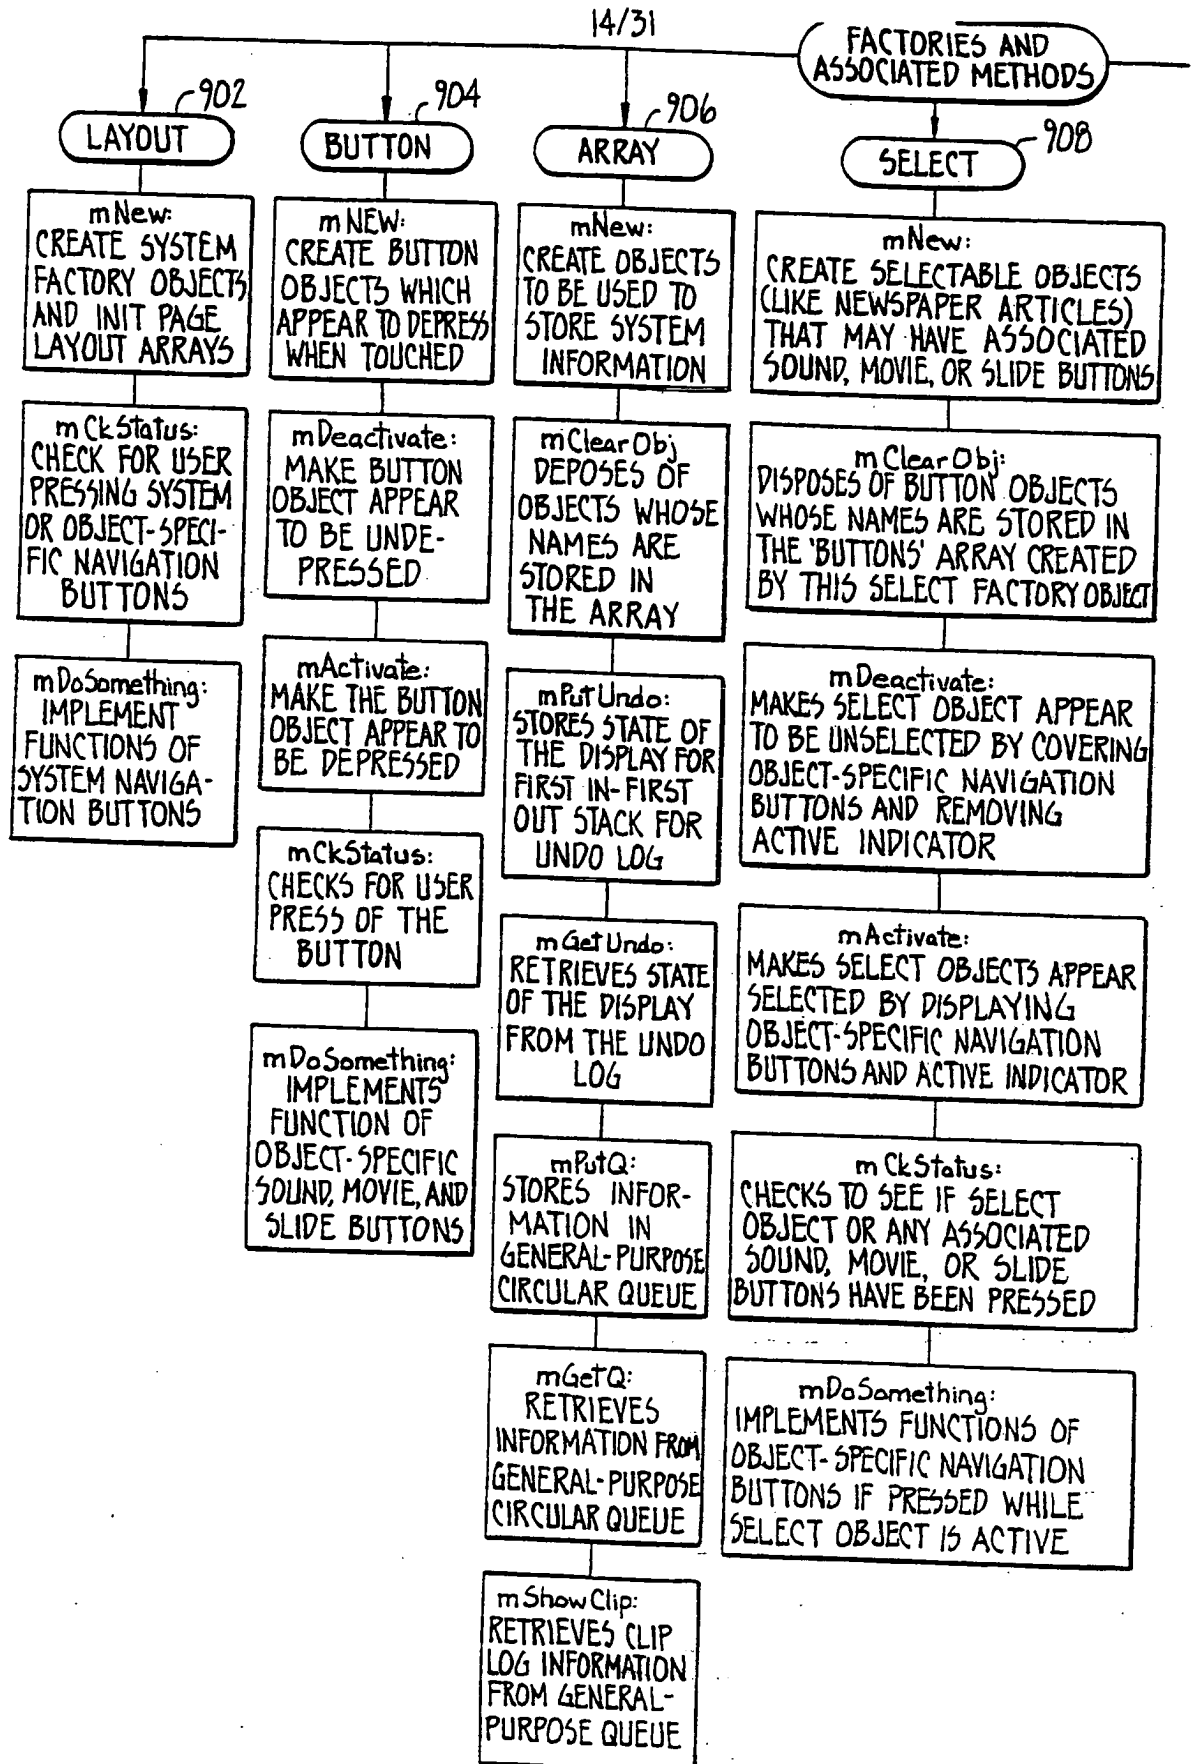 14/31
FACTORIES AND
ASSOCIATED METHODS
902
LAYOUT
mNew:
CREATE SYSTEM
FACTORY OBJECTS
AND INIT PAGE
LAYOUT ARRAYS
mCkStatus:
CHECK FOR USER
PRESSING SYSTEM
OR OBJECT-SPECI-
FIC NAVIGATION
BUTTONS
mDoSomething:
IMPLEMENT
FUNCTIONS OF
SYSTEM NAVIGA-
TION BUTTONS
904
BUTTON
mNEW:
CREATE BUTTON
OBJECTS WHICH
APPEAR TO DEPRESS
WHEN TOUCHED
mDeactivate:
MAKE BUTTON
OBJECT APPEAR
TO BE UNDE-
PRESSED
mActivate:
MAKE THE BUTTON
OBJECT APPEAR TO
BE DEPRESSED
mCkStatus:
CHECKS FOR USER
PRESS OF THE
BUTTON
mDoSomething:
IMPLEMENTS
FUNCTION OF
OBJECT-SPECIFIC
SOUND, MOVIE, AND
SLIDE BUTTONS
906
ARRAY
mNew:
CREATE OBJECTS
TO BE USED TO
STORE SYSTEM
INFORMATION
mClearObj
DEPOSES OF
OBJECTS WHOSE
NAMES ARE
STORED IN
THE ARRAY
mPutUndo:
STORES STATE OF
THE DISPLAY FOR
FIRST IN-FIRST
OUT STACK FOR
UNDO LOG
mGetUndo:
RETRIEVES STATE
OF THE DISPLAY
FROM THE UNDO
LOG
mPutQ:
STORES INFOR-
MATION IN
GENERAL-PURPOSE
CIRCULAR QUEUE
mGetQ:
RETRIEVES
INFORMATION FROM
GENERAL-PURPOSE
CIRCULAR QUEUE
mShowClip:
RETRIEVES CLIP
LOG INFORMATION
FROM GENERAL-
PURPOSE QUEUE
908
SELECT
mNew:
CREATE SELECTABLE OBJECTS
(LIKE NEWSPAPER ARTICLES)
THAT MAY HAVE ASSOCIATED
SOUND, MOVIE, OR SLIDE BUTTONS
mClearObj:
DISPOSES OF BUTTON OBJECTS
WHOSE NAMES ARE STORED IN
THE 'BUTTONS' ARRAY CREATED
BY THIS SELECT FACTORY OBJECT
mDeactivate:
MAKES SELECT OBJECT APPEAR
TO BE UNSELECTED BY COVERING
OBJECT-SPECIFIC NAVIGATION
BUTTONS AND REMOVING
ACTIVE INDICATOR
mActivate:
MAKES SELECT OBJECTS APPEAR
SELECTED BY DISPLAYING
OBJECT-SPECIFIC NAVIGATION
BUTTONS AND ACTIVE INDICATOR
mCkStatus:
CHECKS TO SEE IF SELECT
OBJECT OR ANY ASSOCIATED
SOUND, MOVIE, OR SLIDE
BUTTONS HAVE BEEN PRESSED
mDoSomething:
IMPLEMENTS FUNCTIONS OF
OBJECT-SPECIFIC NAVIGATION
BUTTONS IF PRESSED WHILE
SELECT OBJECT IS ACTIVE